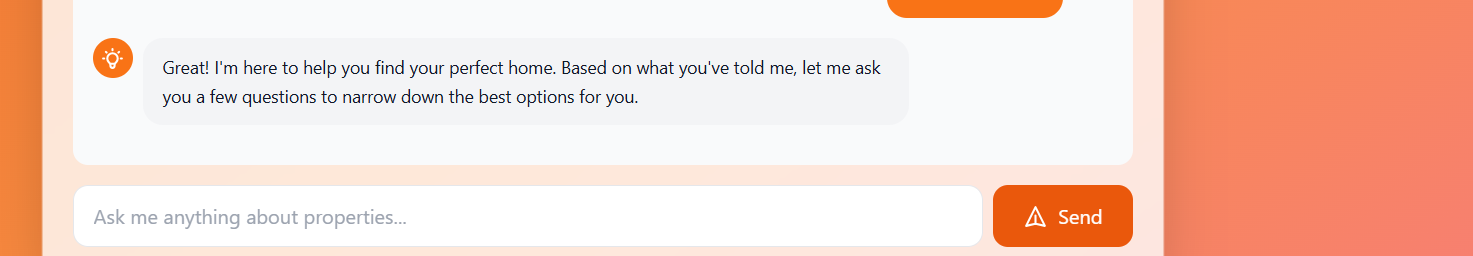 Great! I'm here to help you find your perfect home. Based on what you've told me, let me ask
you a few questions to narrow down the best options for you.
Ask me anything about properties...
Send